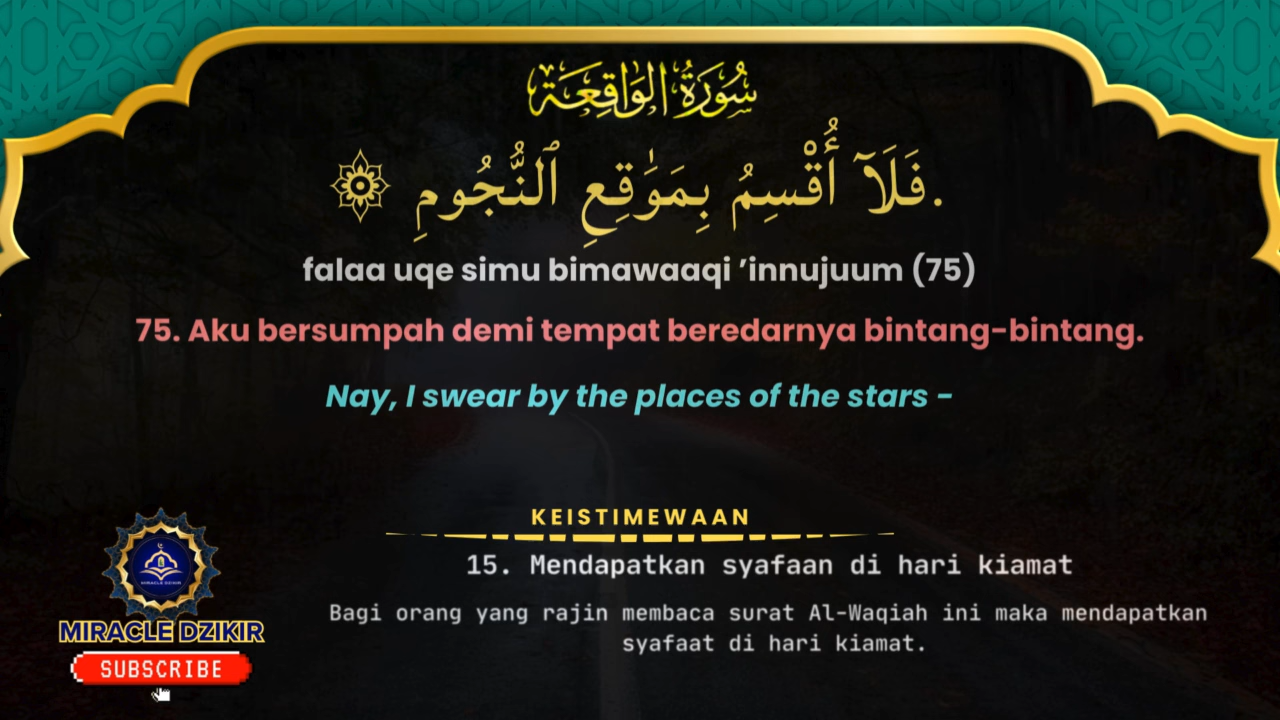 سُورَةُ الوَاقِعَة
.فَلَآ أُقْسِمُ بِمَوَٰقِعِ ٱلنُّجُومِ ۞
falaa uqe simu bimawaaqi ’innujuum (75)
75. Aku bersumpah demi tempat beredarnya bintang-bintang.
Nay, I swear by the places of the stars -
KEISTIMEWAAN
15. Mendapatkan syafaan di hari kiamat
Bagi orang yang rajin membaca surat Al-Waqiah ini maka mendapatkan
syafaat di hari kiamat.
MIRACLE DZIKIR
MIRACLE DZIKIR
SUBSCRIBE